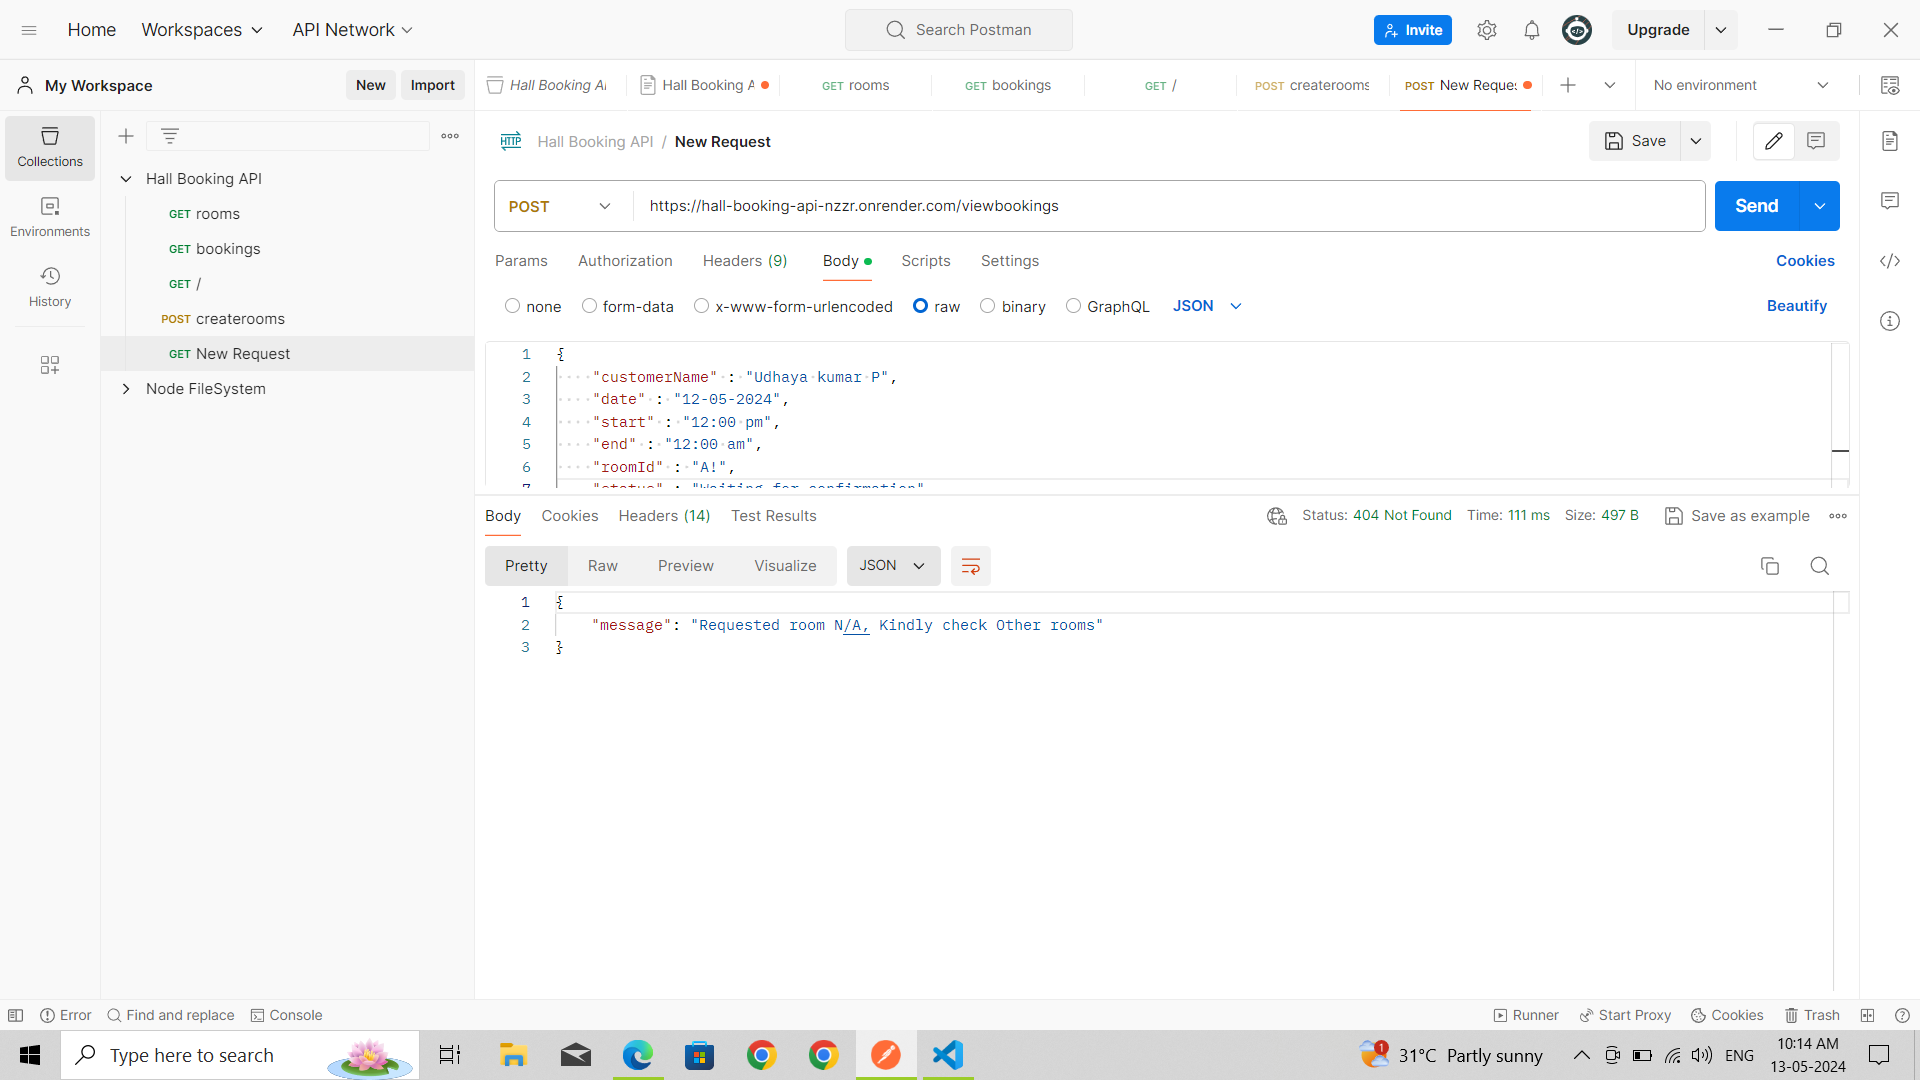 Home
Workspaces
API Network
Search Postman
Invite
Upgrade
My Workspace
New
Import
Hall Booking AI
Hall Booking A
GET rooms
GET bookings
GET /
POST createrooms
POST New Reque
No environment
Collections
Environments
History
Hall Booking API
GET rooms
GET bookings
GET /
POST createrooms
GET New Request
Node FileSystem
HTTP Hall Booking API / New Request
Save
POST
https://hall-booking-api-nzzr.onrender.com/viewbookings
Send
Params
Authorization
Headers (9)
Body
Scripts
Settings
Cookies
none
form-data
x-www-form-urlencoded
raw
binary
GraphQL
JSON
Beautify
1 {
2 "customerName" : "Udhaya kumar P",
3 "date" : "12-05-2024",
4 "start" : "12:00 pm",
5 "end" : "12:00 am",
6 "roomId" : "A!",
7 "status" : "Waiting for confirmation"
Body
Cookies
Headers (14)
Test Results
Status: 404 Not Found
Time: 111 ms
Size: 497 B
Save as example
Pretty
Raw
Preview
Visualize
JSON
1 {
2 "message": "Requested room N/A, Kindly check Other rooms"
3 }
Error
Find and replace
Console
Runner
Start Proxy
Cookies
Trash
Type here to search
1
31°C Partly sunny
ENG
10:14 AM
13-05-2024